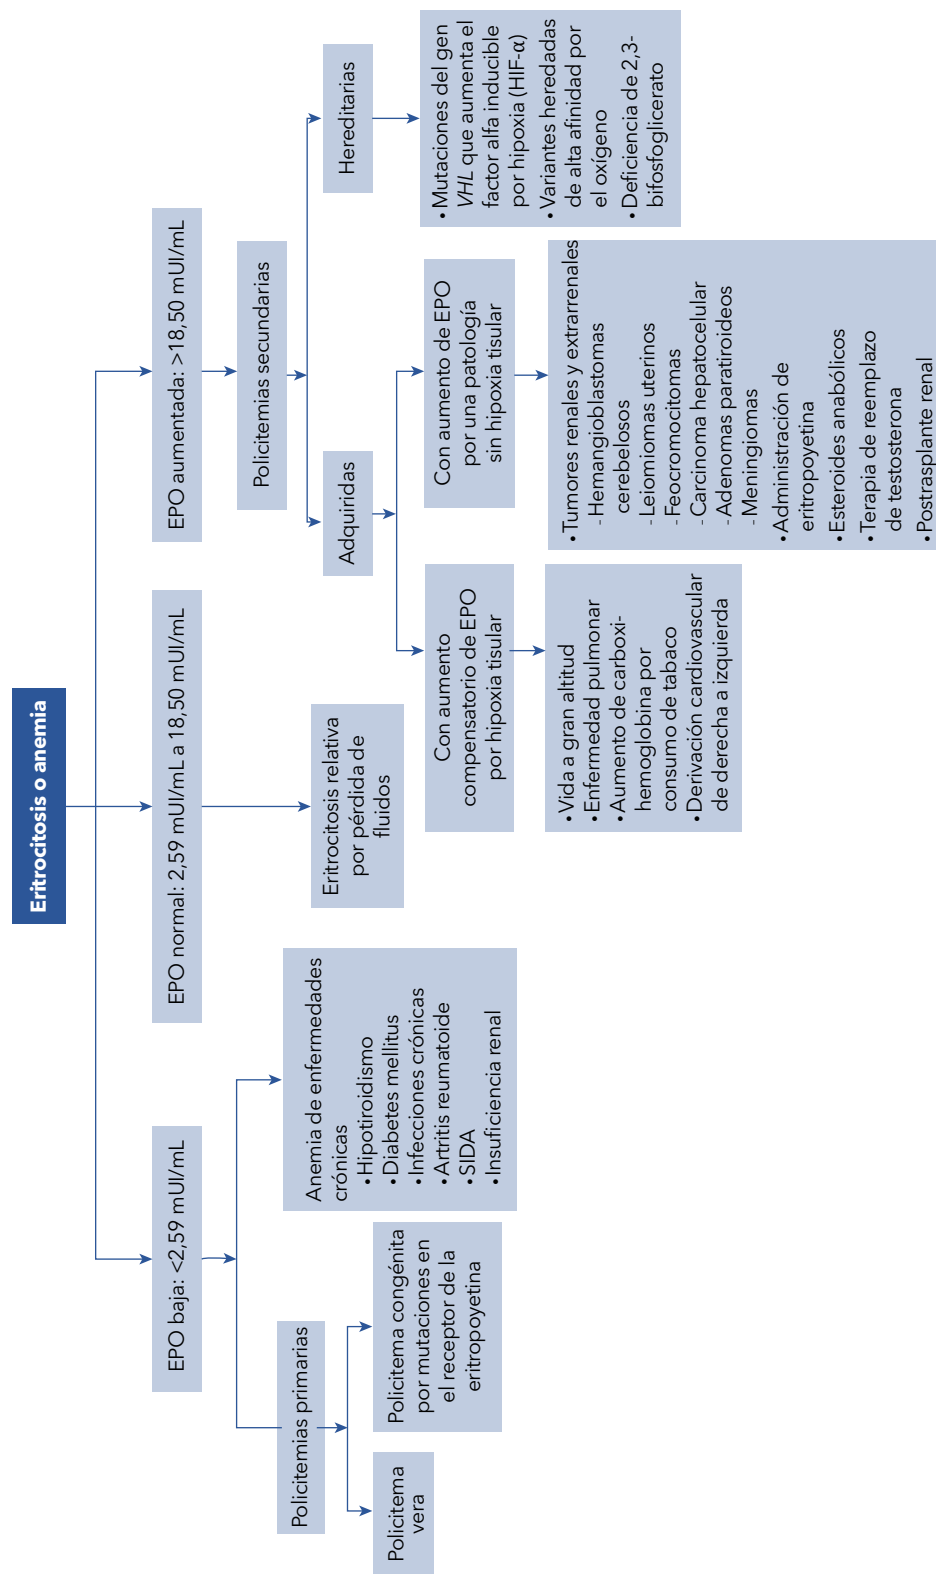 Eritrocitosis o anemia
EPO baja: <2,59 mUI/mL
Policitemias primarias
Policitema
vera
Policitema congénita
por mutaciones en
el receptor de la
eritropoyetina
Anemia de enfermedades
crónicas
• Hipotiroidismo
• Diabetes mellitus
• Infecciones crónicas
• Artritis reumatoide
• SIDA
• Insuficiencia renal
EPO normal: 2,59 mUI/mL a 18,50 mUI/mL
Eritrocitosis relativa
por pérdida de
fluidos
EPO aumentada: >18,50 mUI/mL
Policitemias secundarias
Adquiridas
Con aumento
compensatorio de EPO
por hipoxia tisular
• Vida a gran altitud
• Enfermedad pulmonar
• Aumento de carboxi-
hemoglobina por
consumo de tabaco
• Derivación cardiovascular
de derecha a izquierda
Con aumento de EPO
por una patología
sin hipoxia tisular
• Tumores renales y extrarrenales
- Hemangioblastomas
cerebelosos
- Leiomiomas uterinos
- Feocromocitomas
- Carcinoma hepatocelular
- Adenomas paratiroideos
- Meningiomas
• Administración de
eritropoyetina
• Esteroides anabólicos
• Terapia de reemplazo
de testosterona
• Postrasplante renal
Hereditarias
• Mutaciones del gen
VHL que aumenta el
factor alfa inducible
por hipoxia (HIF-α)
• Variantes heredadas
de alta afinidad por
el oxígeno
• Deficiencia de 2,3-
bifosfoglicerato